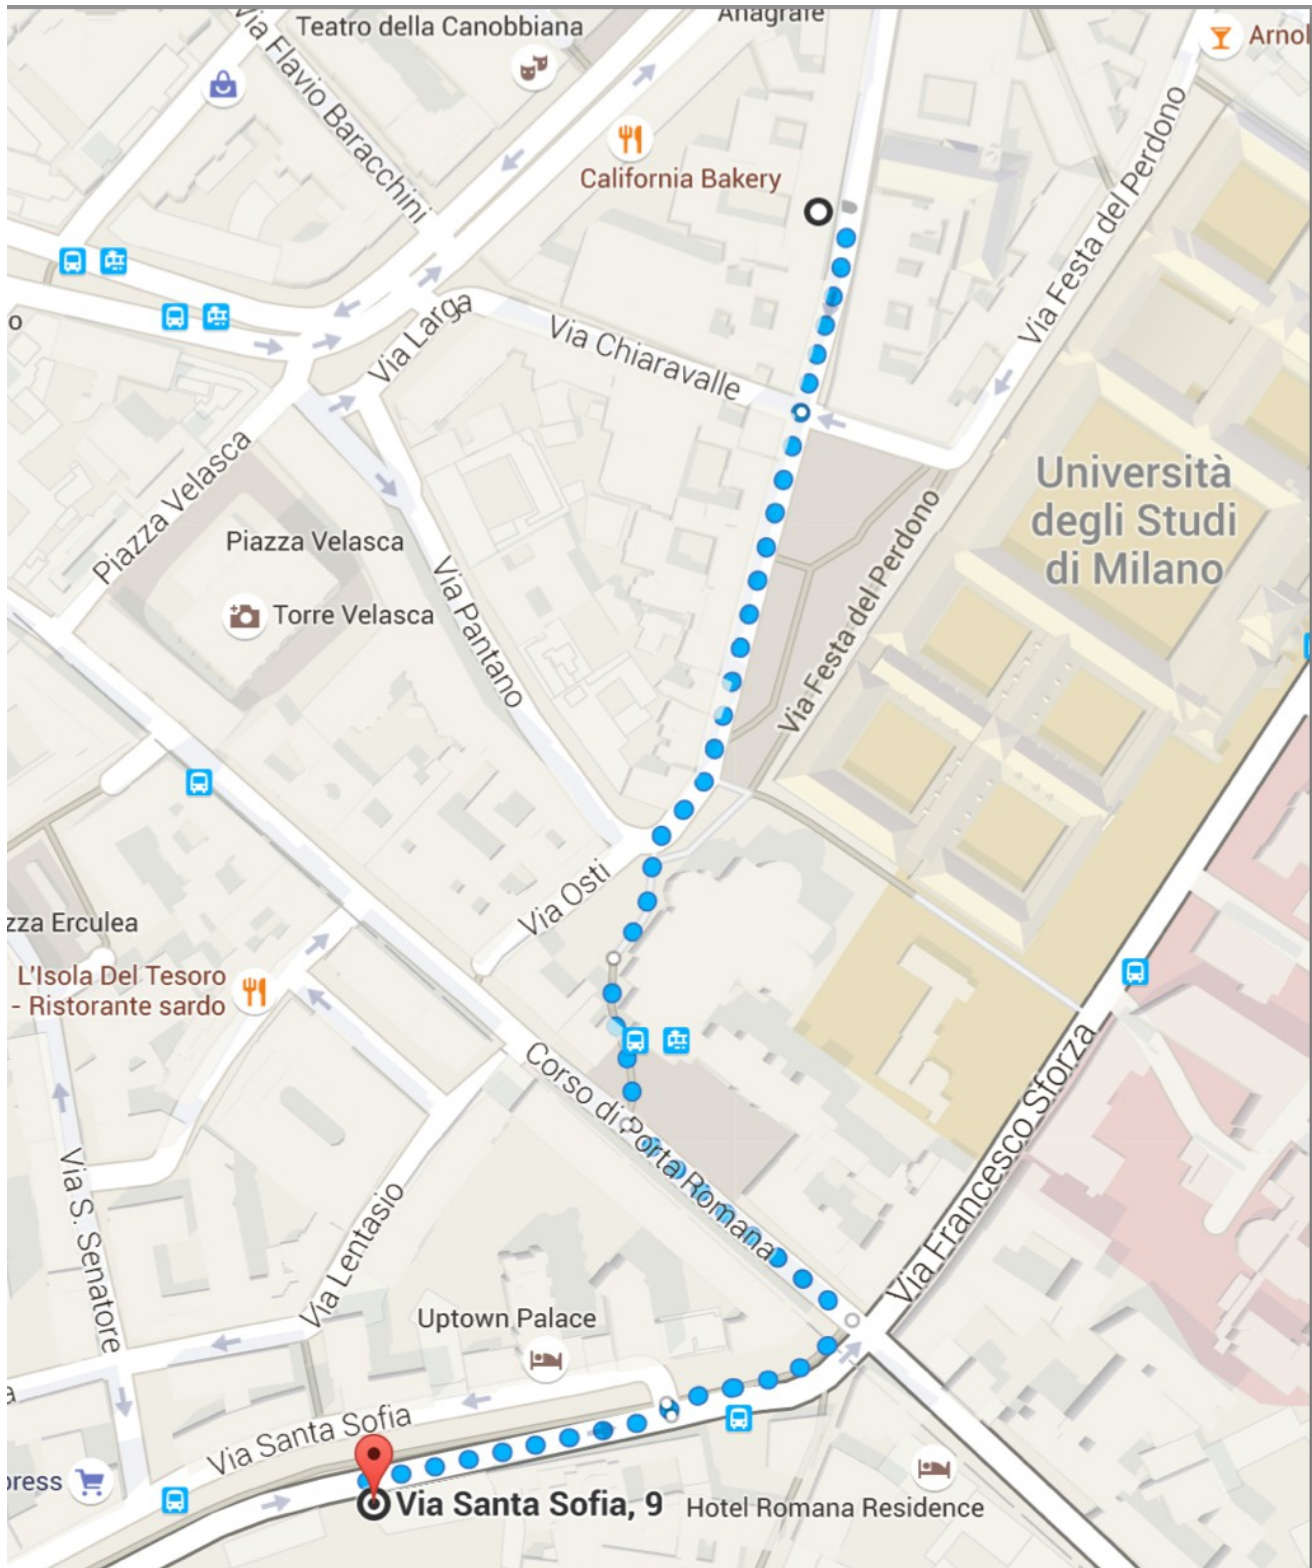 Teatro della Canobbiana
Anagrafe
Arnol
Via Flavio Baracchini
California Bakery
Via Festa del Perdono
o
Via Larga
Via Chiaravalle
Piazza Velasca
Piazza Velasca
Torre Velasca
Via Pantano
Università
degli Studi
di Milano
Via Festa del Perdono
Via Osti
zza Erculea
L'Isola Del Tesoro
- Ristorante sardo
Corso di Porta Romana
Via Francesco Sforza
Via S. Senatore
Via Lentasio
Uptown Palace
a
Via Santa Sofia
press
Via Santa Sofia, 9
Hotel Romana Residence